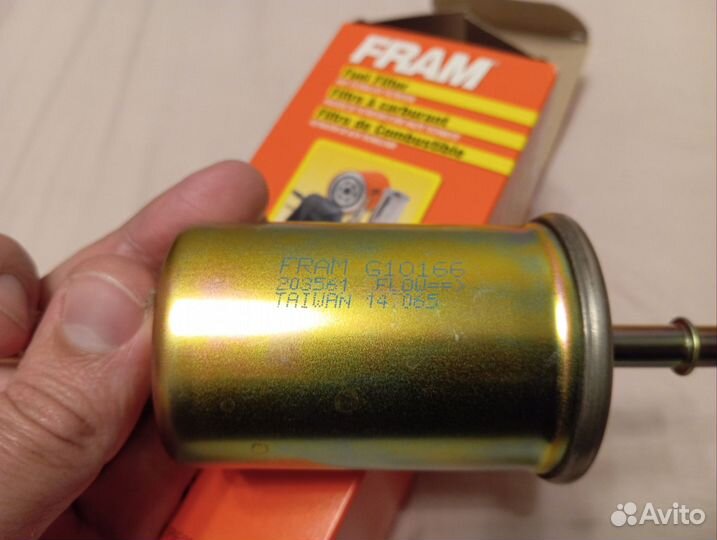 FRAM
Fuel Filter
Filtre à carburant
Filtro de Combustible
FRAM G10166
203561 FLOW==>
TAIWAN 14.065
Avito